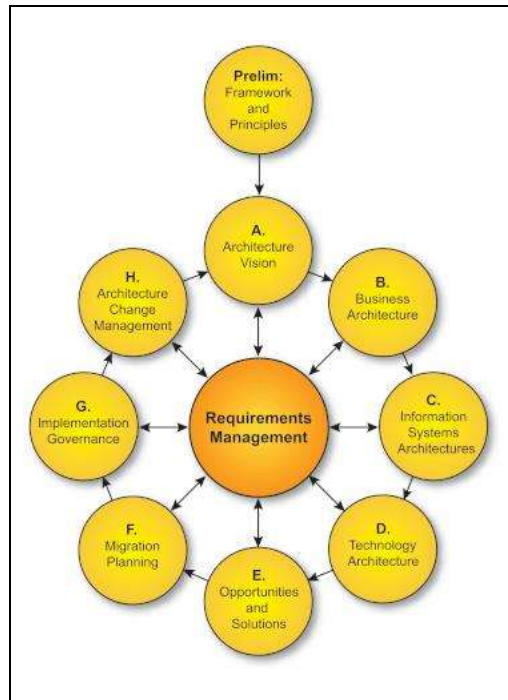 Prelim:
Framework
and
Principles
A.
Architecture
Vision
B.
Business
Architecture
C.
Information
Systems
Architectures
D.
Technology
Architecture
E.
Opportunities
and
Solutions
F.
Migration
Planning
G.
Implementation
Governance
H.
Architecture
Change
Management
Requirements
Management